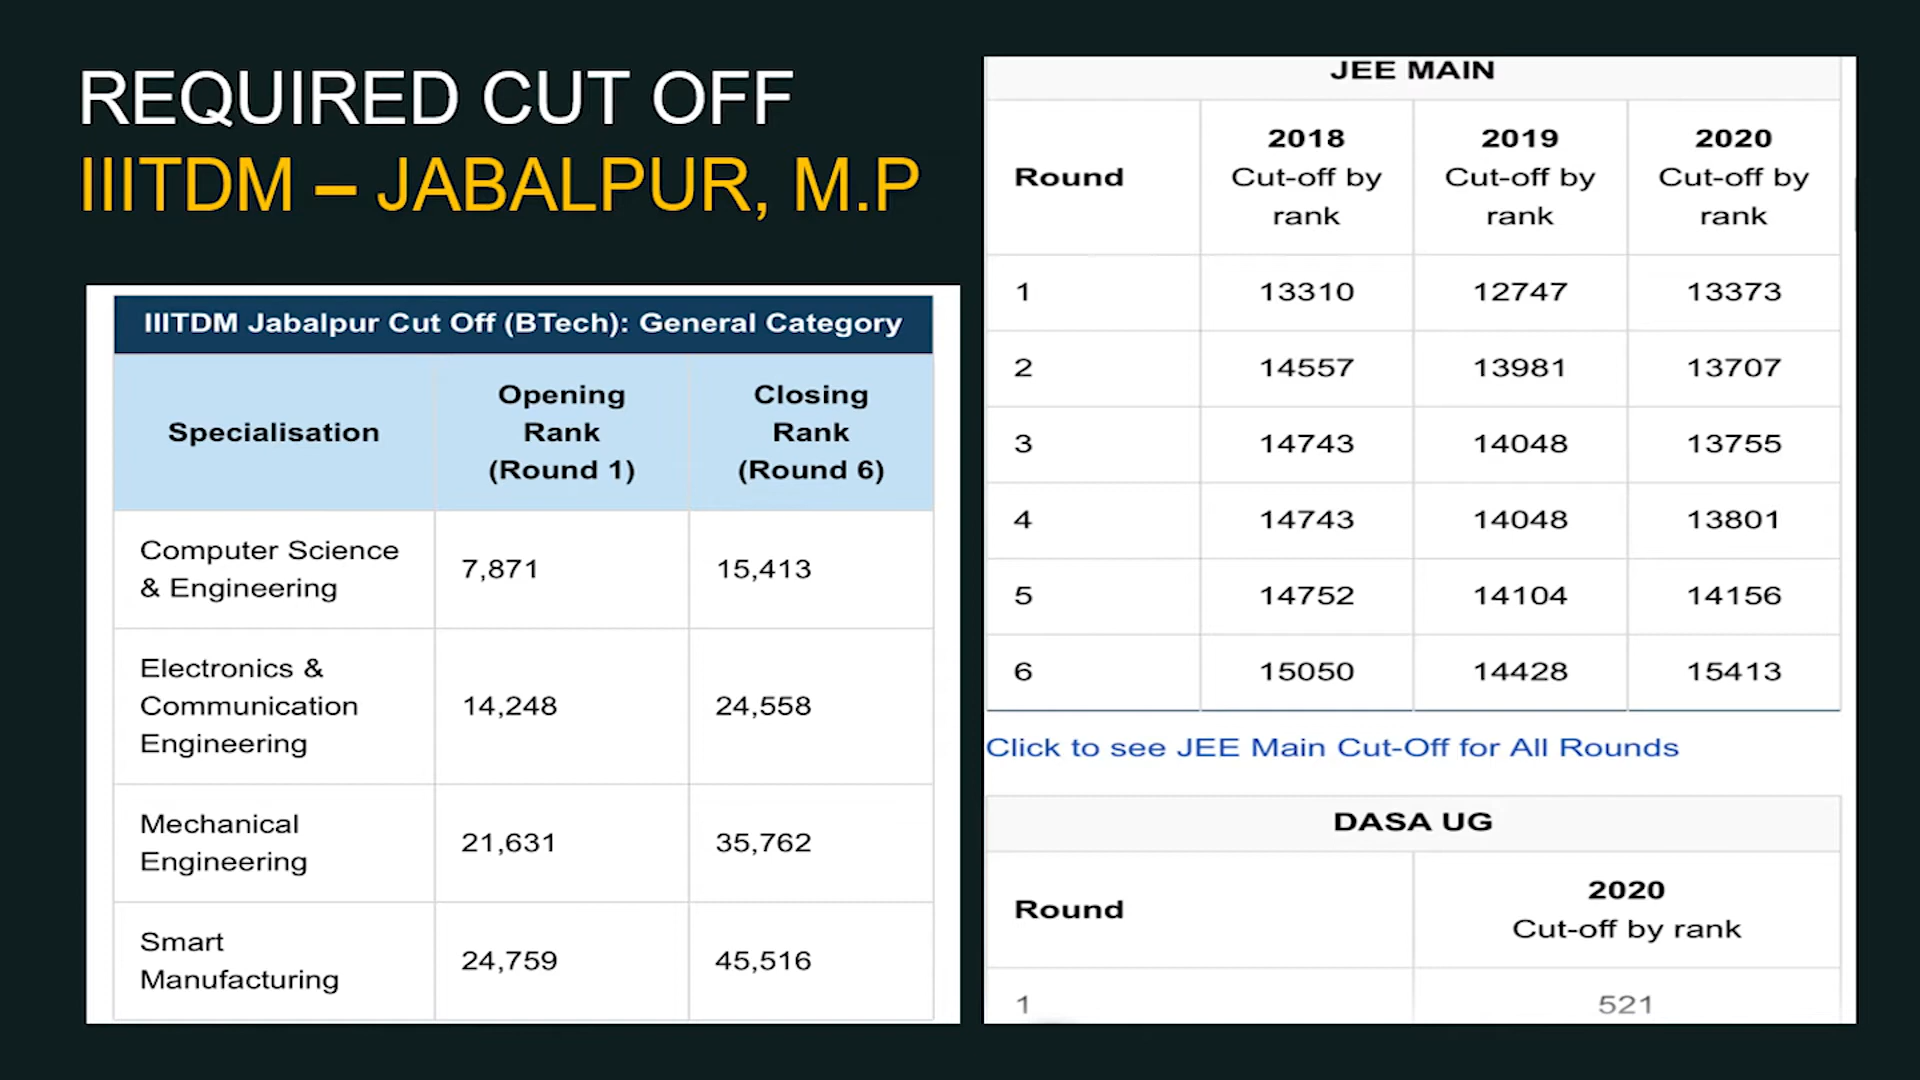 REQUIRED CUT OFF
IIITDM – JABALPUR, M.P
IIITDM Jabalpur Cut Off (BTech): General Category
Specialisation
Opening
Rank
(Round 1)
Closing
Rank
(Round 6)
Computer Science
& Engineering
7,871
15,413
Electronics &
Communication
Engineering
14,248
24,558
Mechanical
Engineering
21,631
35,762
Smart
Manufacturing
24,759
45,516
JEE MAIN
Round
2018
Cut-off by
rank
2019
Cut-off by
rank
2020
Cut-off by
rank
1 13310 12747 13373
2 14557 13981 13707
3 14743 14048 13755
4 14743 14048 13801
5 14752 14104 14156
6 15050 14428 15413
Click to see JEE Main Cut-Off for All Rounds
DASA UG
Round
2020
Cut-off by rank
1 521